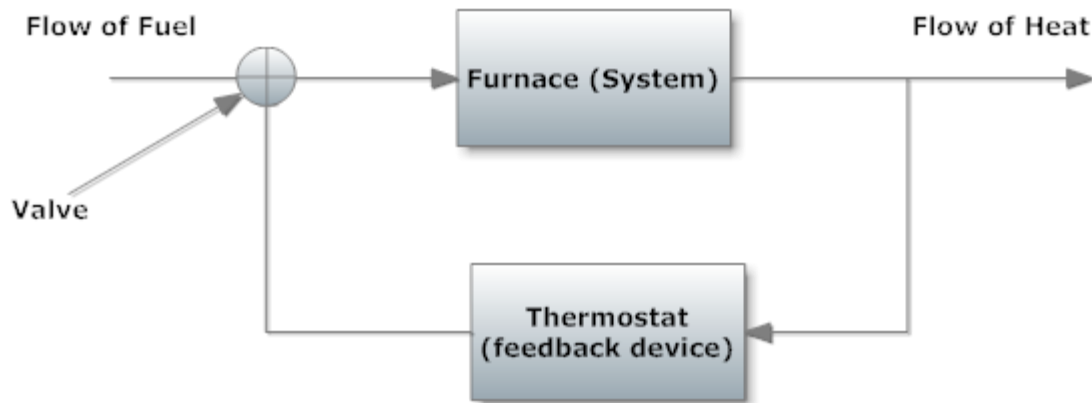 Flow of Fuel
Flow of Heat
Furnace (System)
Valve
Thermostat
(feedback device)